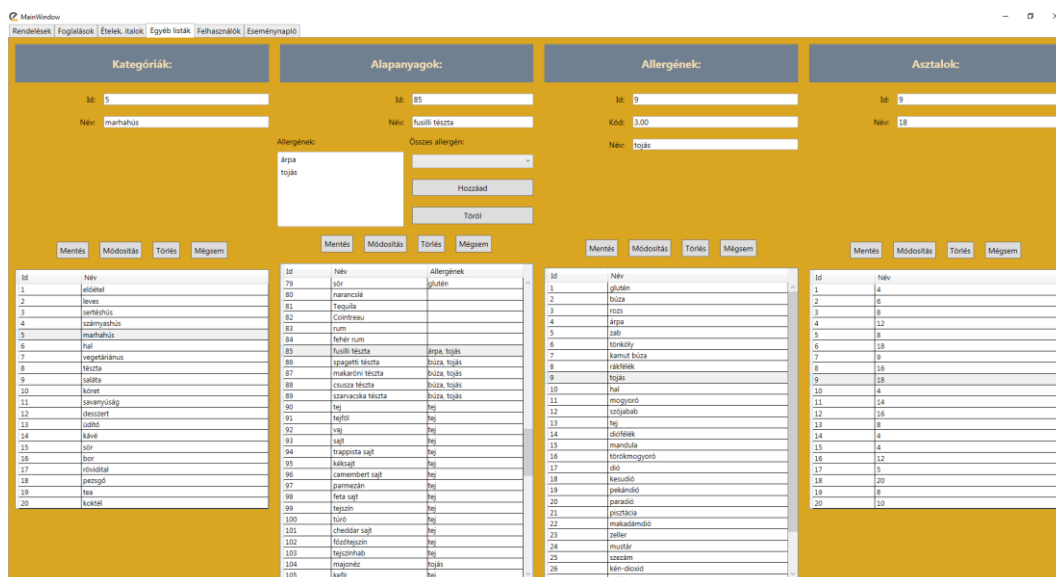 MainWindow
Rendelések Foglalások Ételek, italok Egyéb listák Felhasználók Eseménynapló
Kategóriák:
Id: 5
Név: marhahús
Mentés Módosítás Törlés Mégsem
Id Név
1 előétel
2 leves
3 sertéshús
4 szárnyashús
5 marhahús
6 hal
7 vegetáriánus
8 tészta
9 saláta
10 köret
11 savanyúság
12 desszert
13 üdítő
14 kávé
15 sör
16 bor
17 rövidital
18 pezsgő
19 tea
20 koktél
Alapanyagok:
Id: 85
Név: fusilli tészta
Allergének: Összes allergén:
árpa
tojás
Hozzáad
Töröl
Mentés Módosítás Törlés Mégsem
Id Név Allergének
79 sör glutén
80 narancslé
81 Tequila
82 Cointreau
83 rum
84 fehér rum
85 fusilli tészta árpa, tojás
86 spagetti tészta búza, tojás
87 makaróni tészta búza, tojás
88 csusza tészta búza, tojás
89 szarvacska tészta búza, tojás
90 tej tej
91 tejföl tej
92 vaj tej
93 sajt tej
94 trappista sajt tej
95 kéksajt tej
96 camembert sajt tej
97 parmezán tej
98 feta sajt tej
99 tejszín tej
100 túró tej
101 cheddar sajt tej
102 főzőtejszín tej
103 tejszínhab tej
104 majonéz tojás
105 kefir tej
Allergének:
Id: 9
Kód: 3.00
Név: tojás
Mentés Módosítás Törlés Mégsem
Id Név
1 glutén
2 búza
3 rozs
4 árpa
5 zab
6 tönköly
7 kamut búza
8 rákfélék
9 tojás
10 hal
11 mogyoró
12 szójabab
13 tej
14 diófélék
15 mandula
16 törökmogyoró
17 dió
18 kesudió
19 pekándió
20 paradió
21 pisztácia
22 makadámdió
23 zeller
24 mustár
25 szezám
26 kén-dioxid
Asztalok:
Id: 9
Név: 18
Mentés Módosítás Törlés Mégsem
Id Név
1 4
2 6
3 8
4 12
5 8
6 18
7 9
8 16
9 18
10 4
11 14
12 16
13 8
14 4
15 4
16 12
17 5
18 20
19 8
20 10